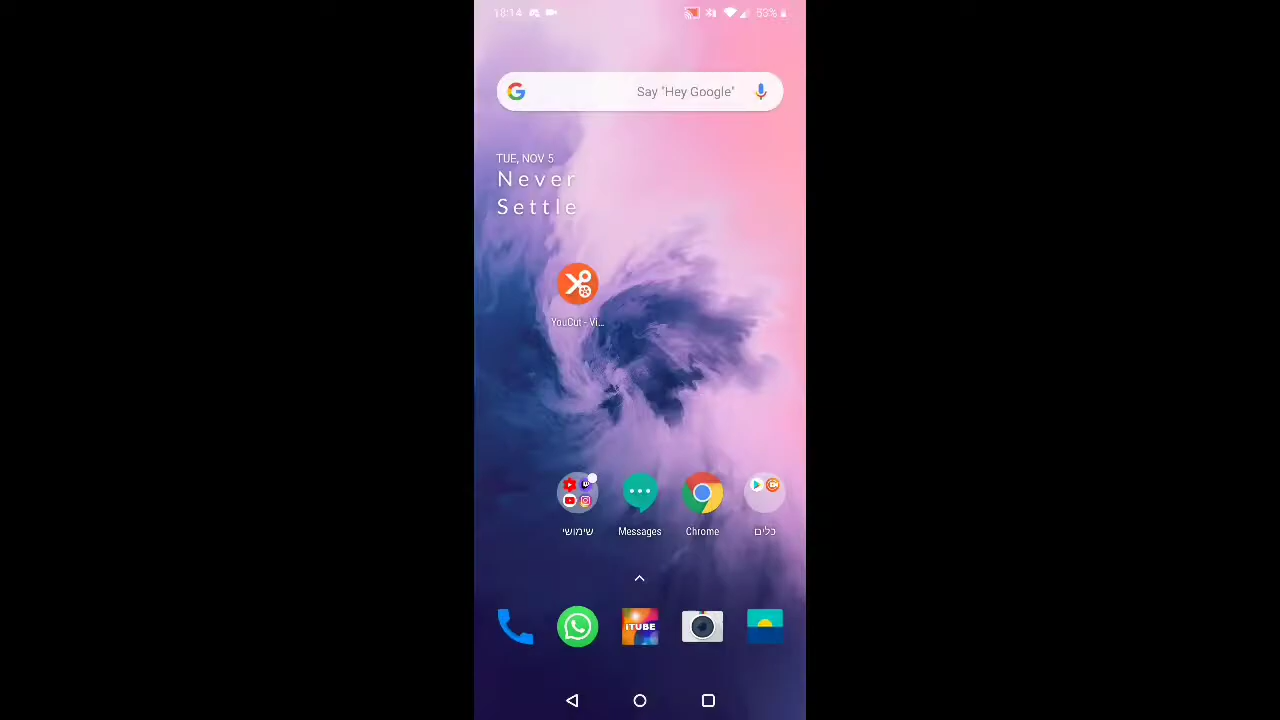 18:14
53%
Say "Hey Google"
TUE, NOV 5
Never
Settle
YouCut - Vi...
שימושי
Messages
Chrome
כלים
iTUBE